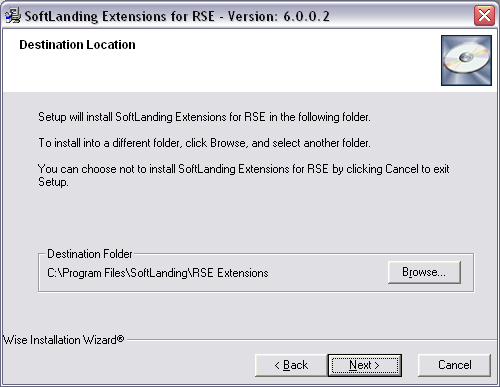 SoftLanding Extensions for RSE - Version: 6.0.0.2
Destination Location
Setup will install SoftLanding Extensions for RSE in the following folder.
To install into a different folder, click Browse, and select another folder.
You can choose not to install SoftLanding Extensions for RSE by clicking Cancel to exit
Setup.
Destination Folder
C:\Program Files\SoftLanding\RSE Extensions
Browse...
Wise Installation Wizard®
< Back
Next >
Cancel